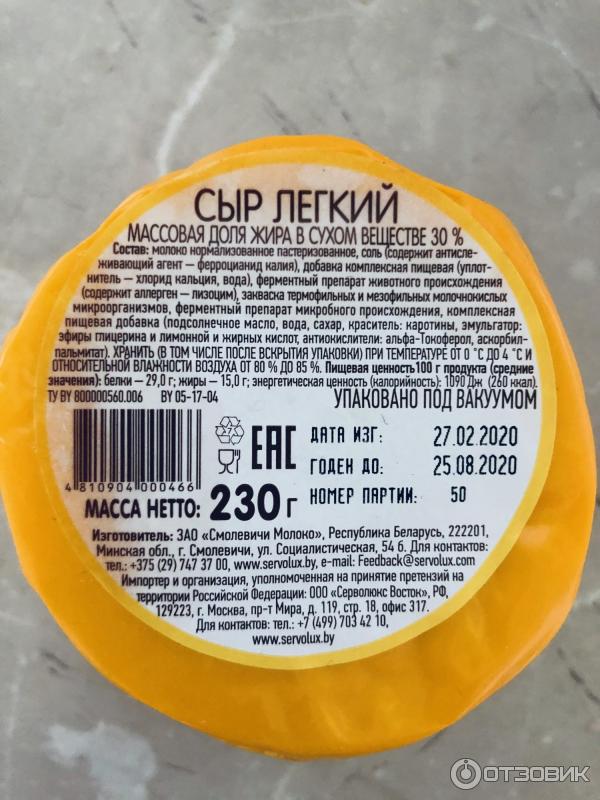 СЫР ЛЕГКИЙ
МАССОВАЯ ДОЛЯ ЖИРА В СУХОМ ВЕЩЕСТВЕ 30 %
Состав: молоко нормализованное пастеризованное, соль (содержит антисле-
живающий агент – ферроцианид калия), добавка комплексная пищевая (уплот-
нитель – хлорид кальция, вода), ферментный препарат животного происхождения
(содержит аллерген – лизоцим), закваска термофильных и мезофильных молочнокислых
микроорганизмов, ферментный препарат микробного происхождения, комплексная
пищевая добавка (подсолнечное масло, вода, сахар, краситель: каротины, эмульгатор:
эфиры глицерина и лимонной и жирных кислот, антиокислители: альфа-Токоферол, аскорбил-
пальмитат). ХРАНИТЬ (В ТОМ ЧИСЛЕ ПОСЛЕ ВСКРЫТИЯ УПАКОВКИ) ПРИ ТЕМПЕРАТУРЕ ОТ 0 °С ДО 4 °С И
ОТНОСИТЕЛЬНОЙ ВЛАЖНОСТИ ВОЗДУХА ОТ 80 % ДО 85 %. Пищевая ценность100 г продукта (средние
значения): белки – 29,0 г; жиры – 15,0 г; энергетическая ценность (калорийность): 1090 Дж (260 ккал).
ТУ BY 800000560.006 BY 05-17-04
УПАКОВАНО ПОД ВАКУУМОМ
7
EAC
ДАТА ИЗГ: 27.02.2020
ГОДЕН ДО: 25.08.2020
НОМЕР ПАРТИИ: 50
4 810904 000466
МАССА НЕТТО: 230 г
Изготовитель: ЗАО «Смолевичи Молоко», Республика Беларусь, 222201,
Минская обл., г. Смолевичи, ул. Социалистическая, 54 б. Для контактов:
тел.: +375 (29) 747 37 00, www.servolux.by, e-mail: Feedback@servolux.com
Импортер и организация, уполномоченная на принятие претензий на
территории Российской Федерации: ООО «Серволюкс Восток», РФ,
129223, г. Москва, пр-т Мира, д. 119, стр. 18, офис 317.
Для контактов: тел.: +7 (499) 703 42 10,
www.servolux.by
ОТЗОВИК